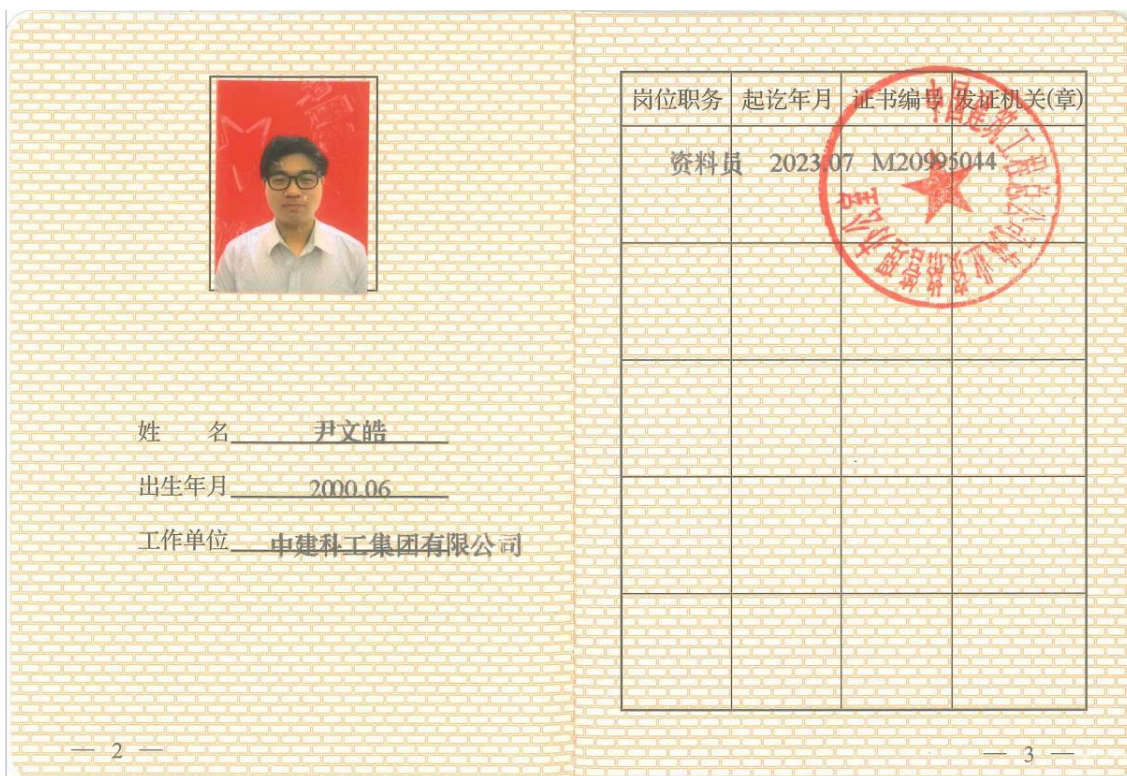 姓 名 尹文皓
出生年月 2000.06
工作单位 中建科工集团有限公司
— 2 —
岗位职务 起讫年月 证书编号 发证机关(章)
资料员 2023.07 M20995044
— 3 —